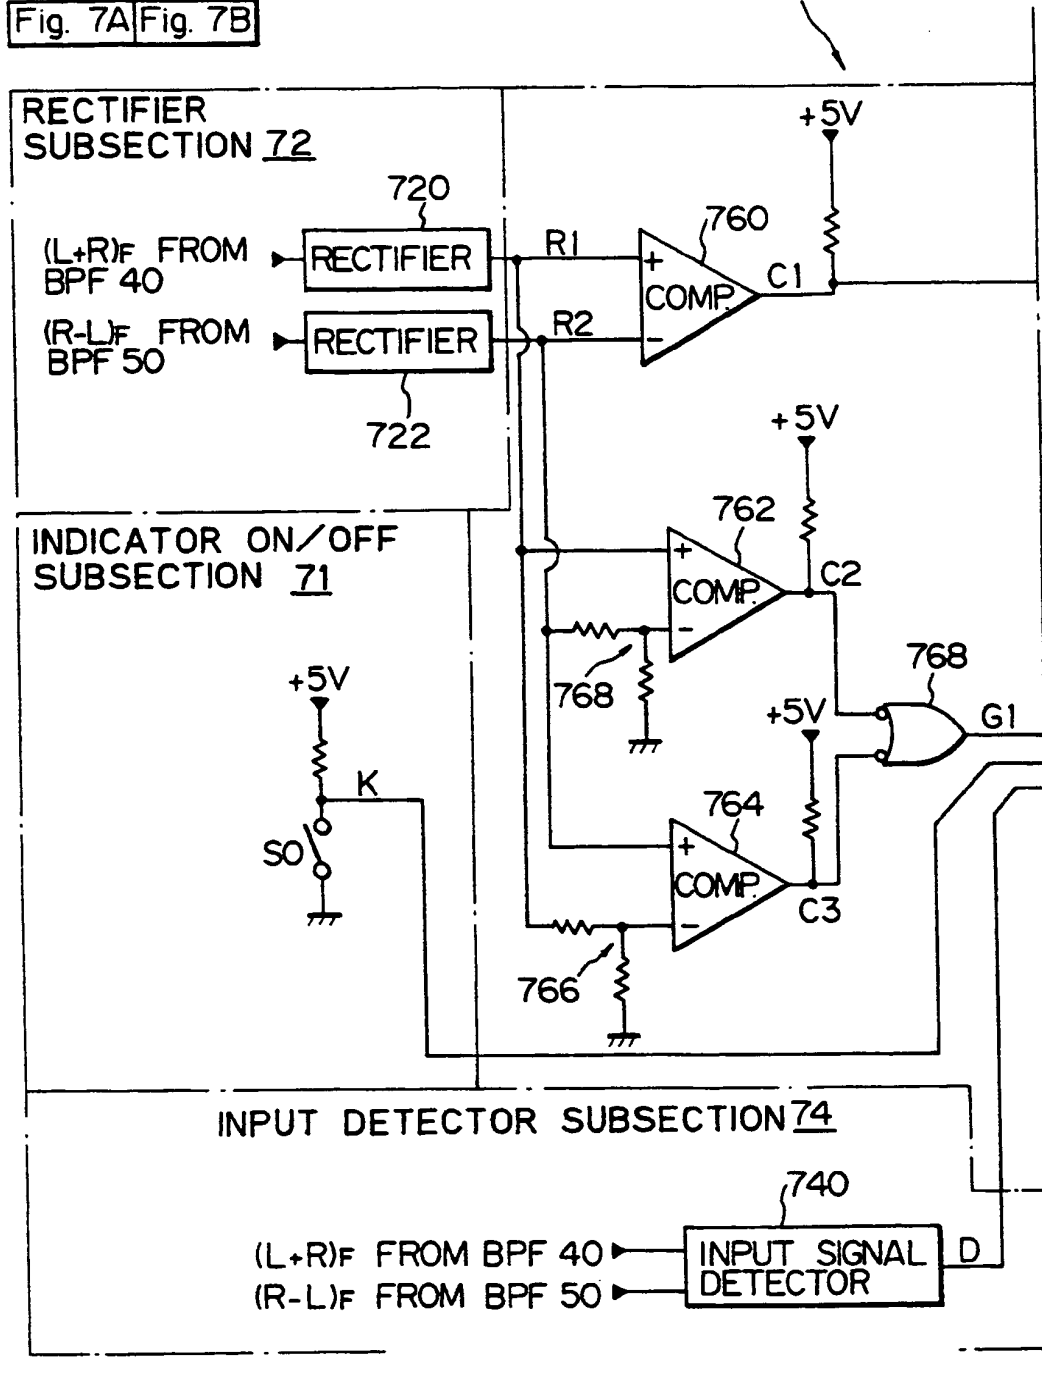 Fig. 7A Fig. 7B
RECTIFIER
SUBSECTION 72
+5V
720
760
(L+R)F FROM
BPF 40
RECTIFIER
R1
+
COMP.
C1
(R-L)F FROM
BPF 50
RECTIFIER
R2
-
722
+5V
INDICATOR ON/OFF
SUBSECTION 71
762
+
COMP.
C2
-
768
768
+5V
+5V
G1
K
764
SO
+
COMP.
C3
-
766
INPUT DETECTOR SUBSECTION 74
740
(L+R)F FROM BPF 40
(R-L)F FROM BPF 50
INPUT SIGNAL
DETECTOR
D